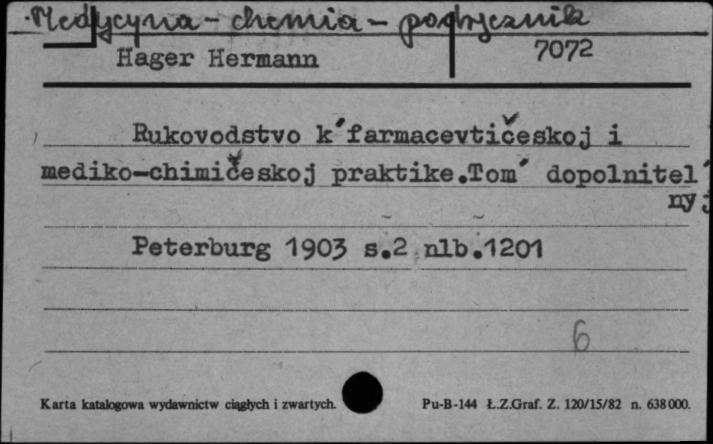 Medycyna - chemia - podręcznik
Hager Hermann
7072
Rukovodstvo k´farmacevtičeskoj i
mediko-chimičeskoj praktike.Tom´ dopolnitel´
nyj
Peterburg 1903 s.2 nlb.1201
6
Karta katalogowa wydawnictw ciągłych i zwartych.
Pu-B-144 Ł.Z.Graf. Z. 120/15/82 n. 638000.